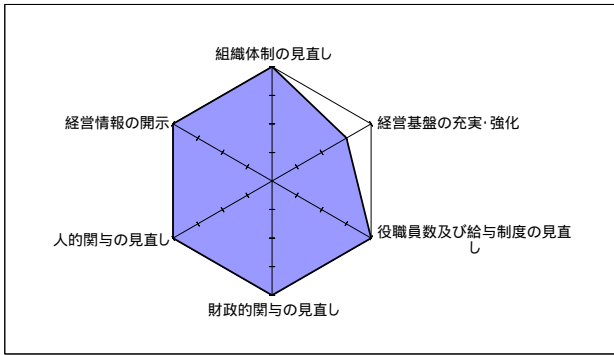 組織体制の見直し
経営情報の開示
経営基盤の充実・強化
人的関与の見直し
役職員数及び給与制度の見直
し
財政的関与の見直し